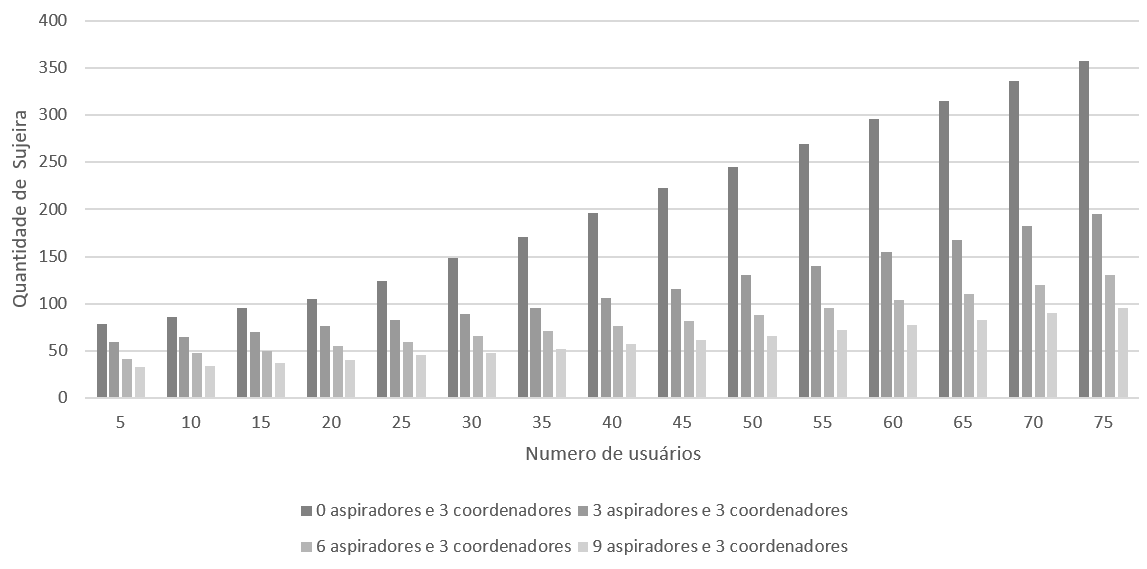 400
350
300
250
200
150
100
50
0
Quantidade de Sujeira
5 10 15 20 25 30 35 40 45 50 55 60 65 70 75
Numero de usuários
0 aspiradores e 3 coordenadores 3 aspiradores e 3 coordenadores
6 aspiradores e 3 coordenadores 9 aspiradores e 3 coordenadores